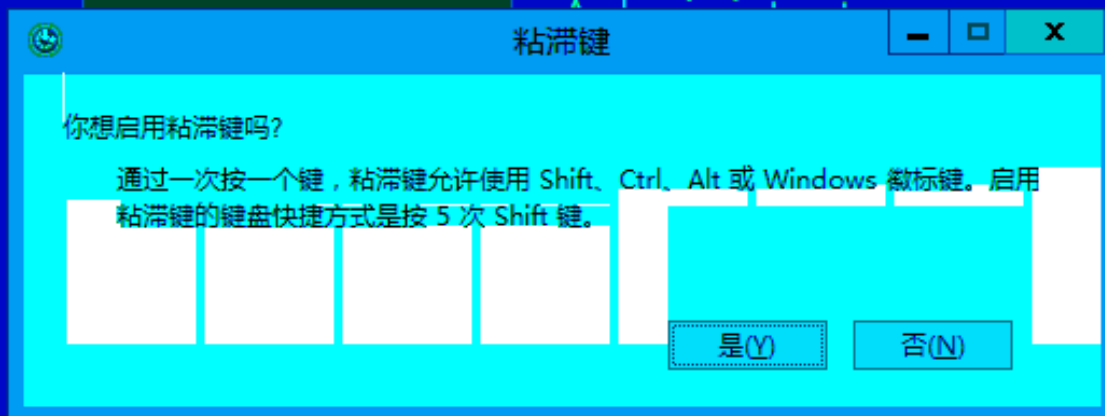 粘滞键
你想启用粘滞键吗?
通过一次按一个键，粘滞键允许使用 Shift、Ctrl、Alt 或 Windows 徽标键。启用
粘滞键的键盘快捷方式是按 5 次 Shift 键。
是(Y) 否(N)